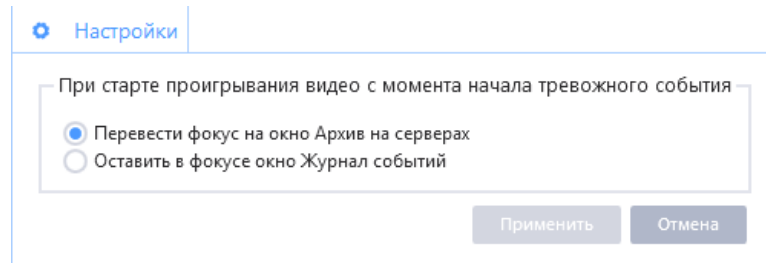 Настройки
При старте проигрывания видео с момента начала тревожного события
Перевести фокус на окно Архив на серверах
Оставить в фокусе окно Журнал событий
Применить Отмена